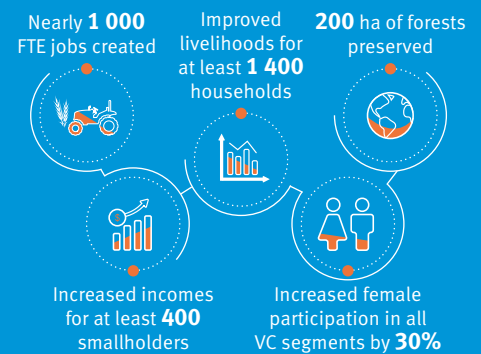 Nearly 1 000
FTE jobs created
Improved
livelihoods for
at least 1 400
households
200 ha of forests
preserved
$
Increased incomes
for at least 400
smallholders
Increased female
participation in all
VC segments by 30%